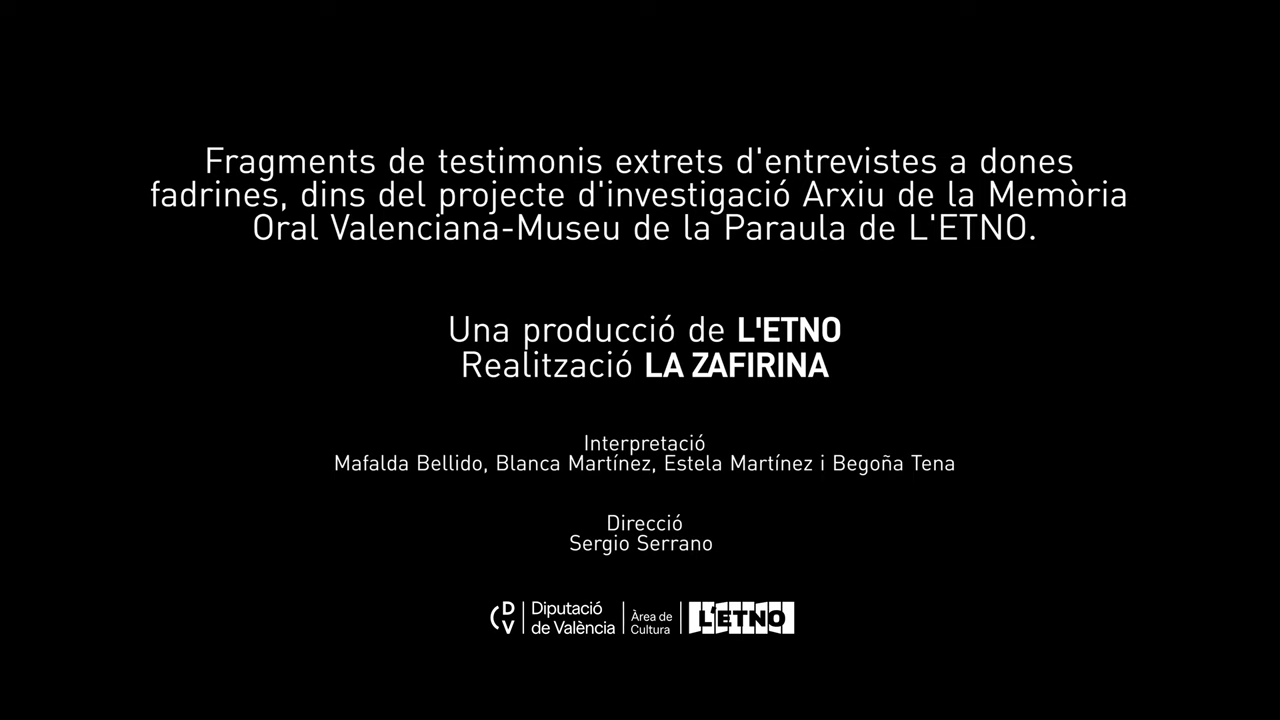 Fragments de testimonis extrets d'entrevistes a dones
fadrines, dins del projecte d'investigació Arxiu de la Memòria
Oral Valenciana-Museu de la Paraula de L'ETNO.
Una producció de L'ETNO
Realització LA ZAFIRINA
Interpretació
Mafalda Bellido, Blanca Martínez, Estela Martínez i Begoña Tena
Direcció
Sergio Serrano
DV
Diputació
de València
Àrea de
Cultura
L'ETNO